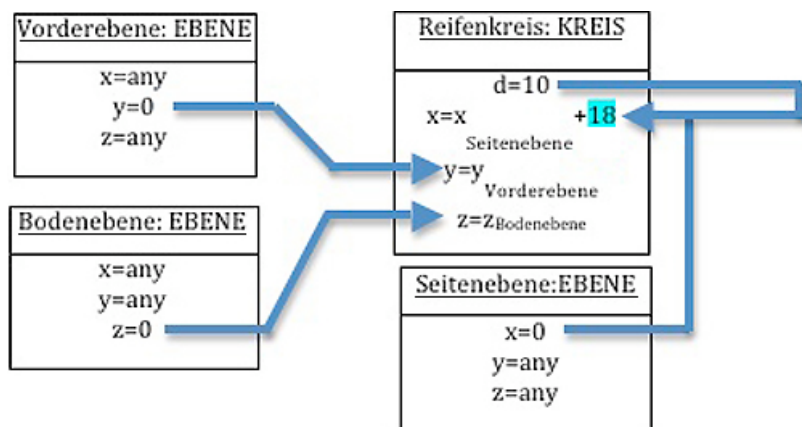 Vorderebene: EBENE
x=any
y=0
z=any
Bodenebene: EBENE
x=any
y=any
z=0
Reifenkreis: KREIS
d=10
x=x Seitenebene +18
y=y Vorderebene
z=z Bodenebene
Seitenebene:EBENE
x=0
y=any
z=any